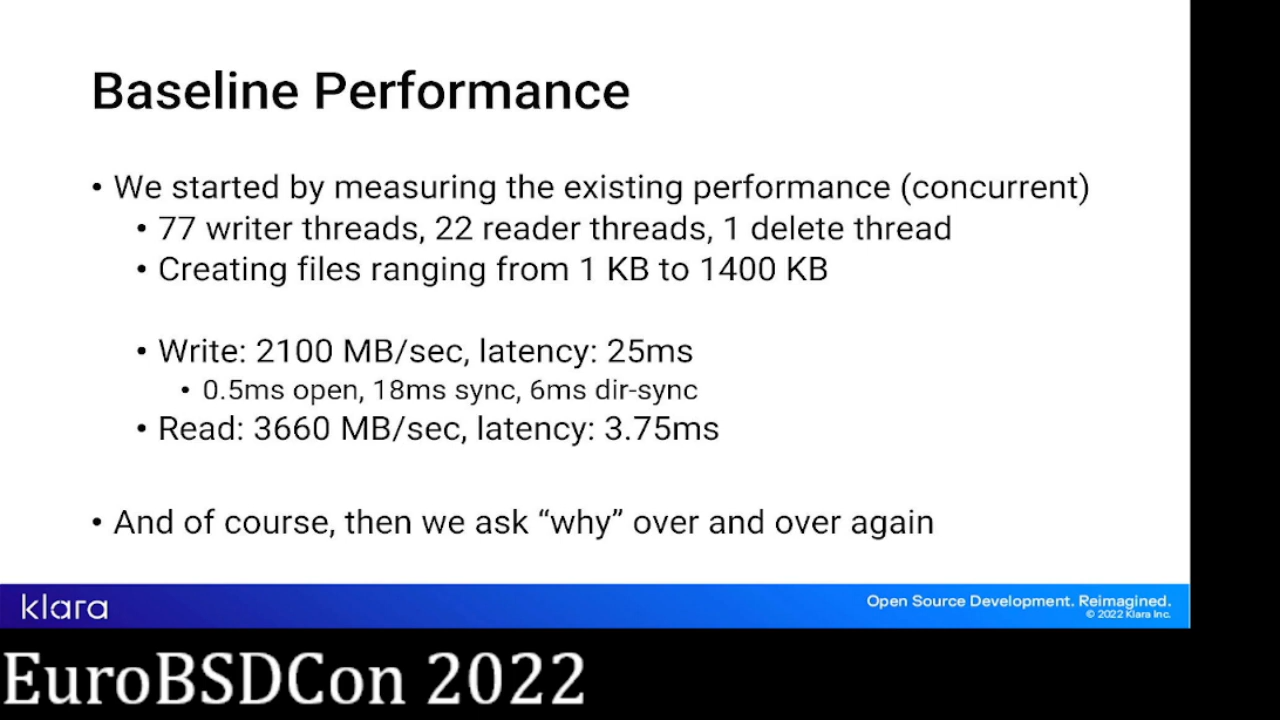 Baseline Performance
• We started by measuring the existing performance (concurrent)
• 77 writer threads, 22 reader threads, 1 delete thread
• Creating files ranging from 1 KB to 1400 KB
• Write: 2100 MB/sec, latency: 25ms
• 0.5ms open, 18ms sync, 6ms dir-sync
• Read: 3660 MB/sec, latency: 3.75ms
• And of course, then we ask “why” over and over again
klara
Open Source Development. Reimagined.
© 2022 Klara Inc.
EuroBSDCon 2022